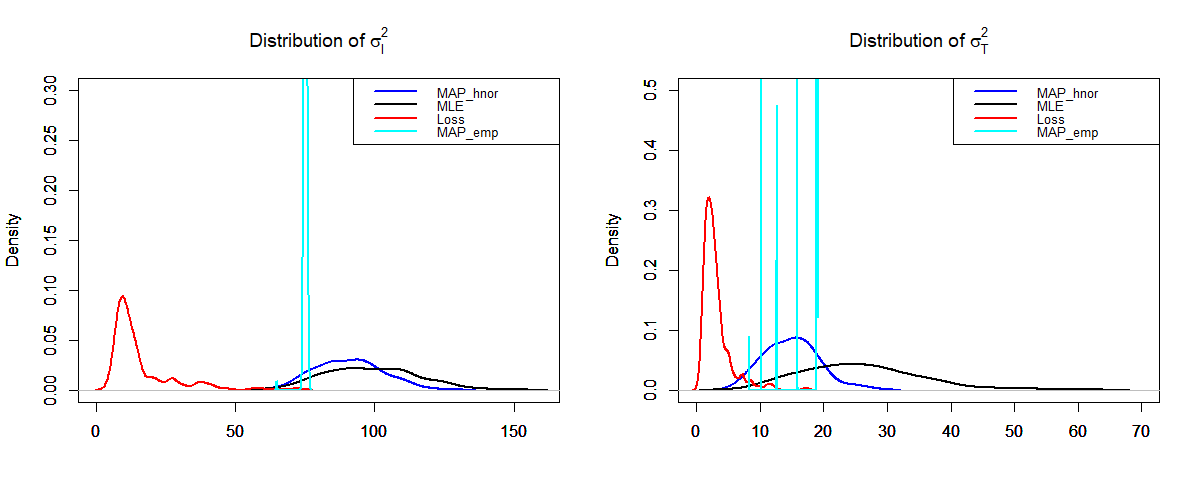 Distribution of σ²_I
Density
0.00 0.05 0.10 0.15 0.20 0.25 0.30
MAP_hnor
MLE
Loss
MAP_emp
0 50 100 150
Distribution of σ²_T
Density
0.0 0.1 0.2 0.3 0.4 0.5
MAP_hnor
MLE
Loss
MAP_emp
0 10 20 30 40 50 60 70